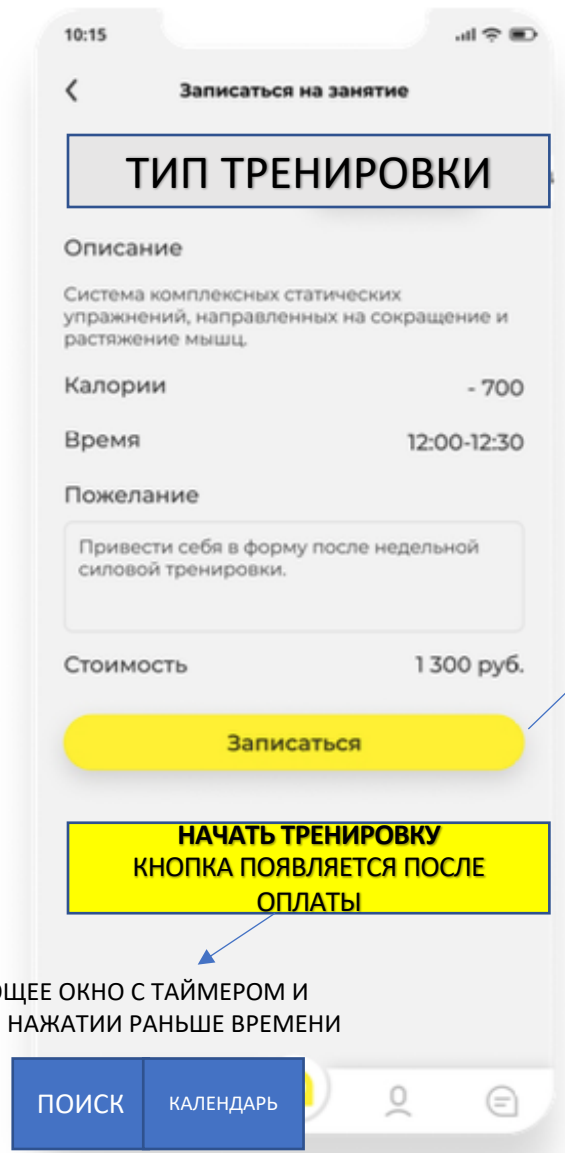 10:15
Записаться на занятие
ТИП ТРЕНИРОВКИ
Описание
Система комплексных статических
упражнений, направленных на сокращение и
растяжение мышц.
Калории - 700
Время 12:00-12:30
Пожелание
Привести себя в форму после недельной
силовой тренировки.
Стоимость 1 300 руб.
Записаться
НАЧАТЬ ТРЕНИРОВКУ
КНОПКА ПОЯВЛЯЕТСЯ ПОСЛЕ
ОПЛАТЫ
ЩЕЕ ОКНО С ТАЙМЕРОМ И
НАЖАТИИ РАНЬШЕ ВРЕМЕНИ
ПОИСК КАЛЕНДАРЬ